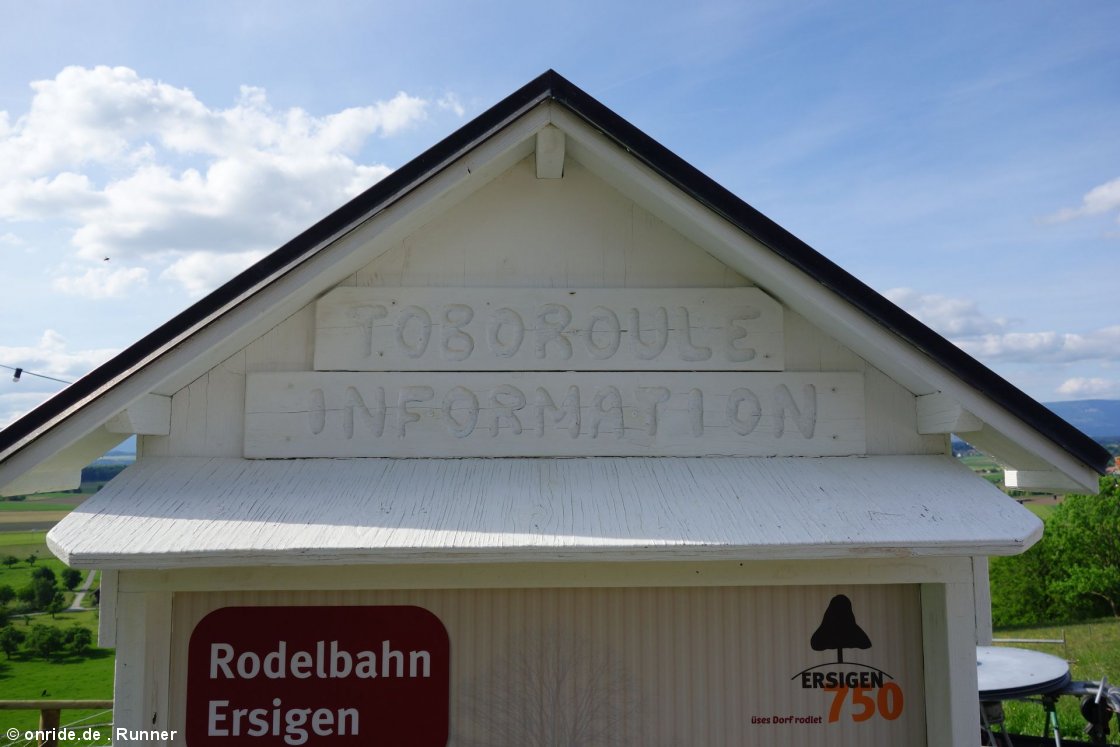 TOBOROULE
INFORMATION
Rodelbahn
Ersigen
ERSIGEN
750
üses Dorf rodlet
© onride.de . Runner